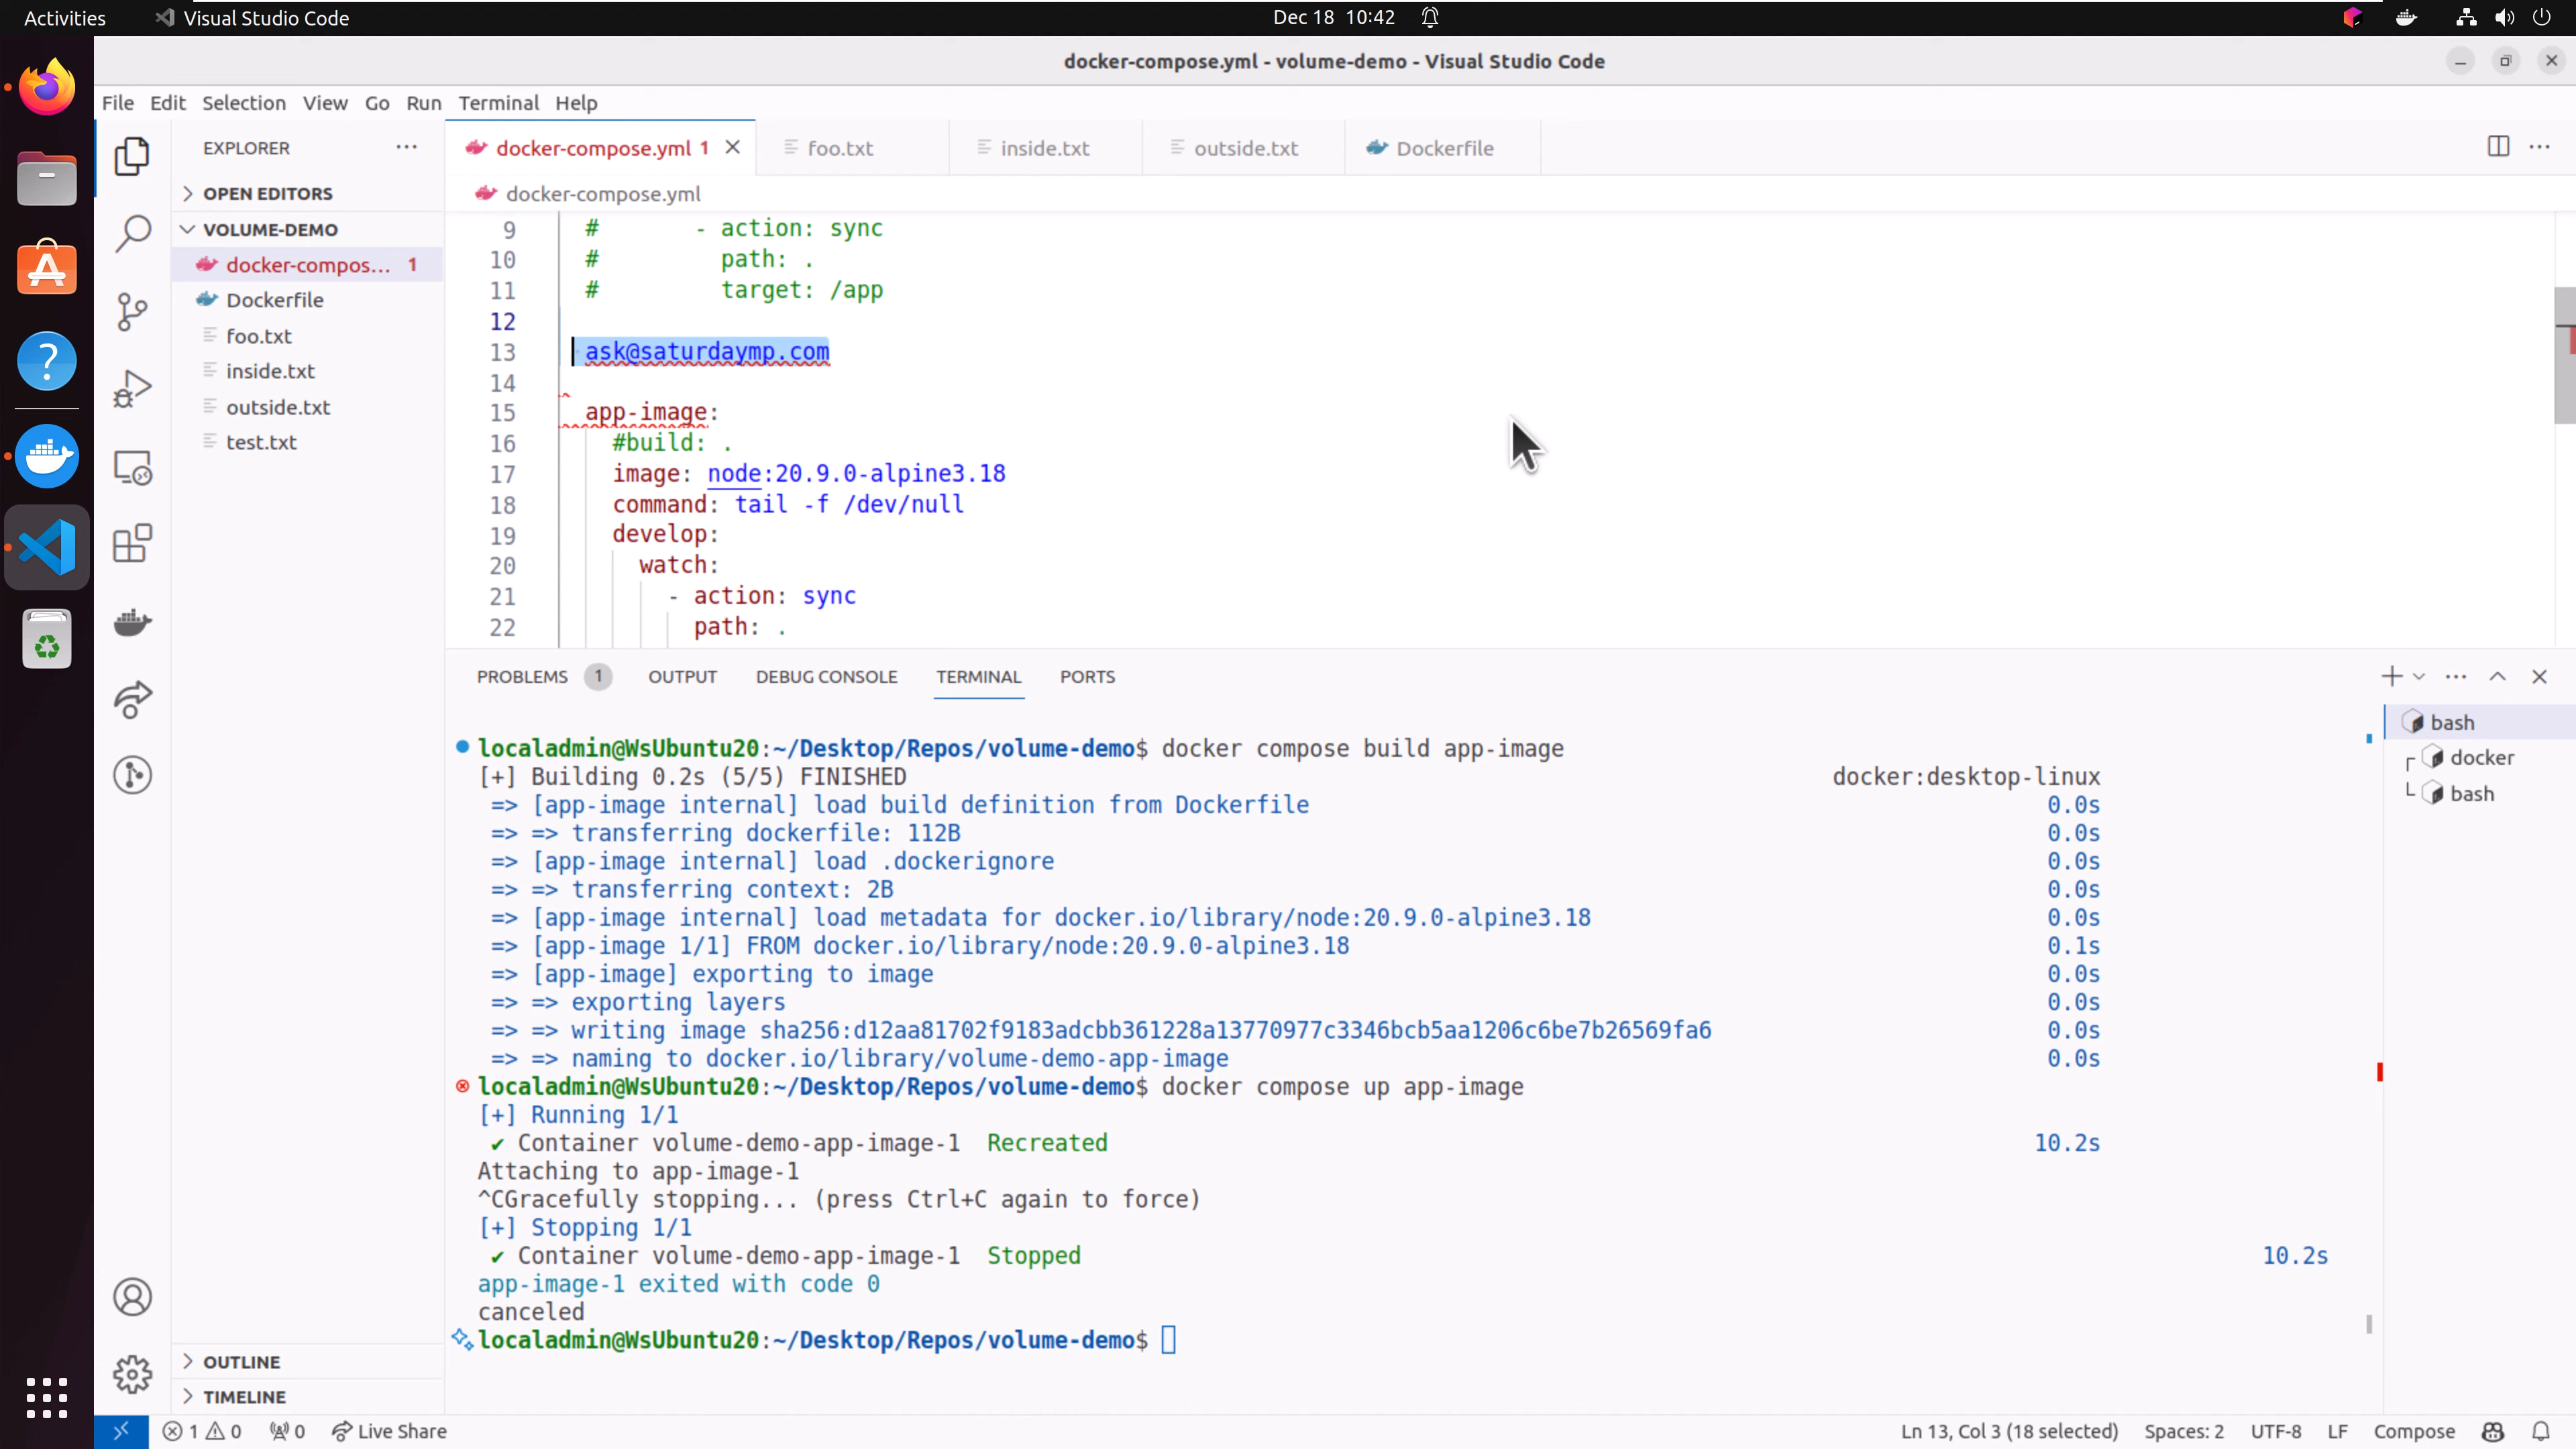 Activities
Visual Studio Code
Dec 18 10:42
docker-compose.yml - volume-demo - Visual Studio Code
File Edit Selection View Go Run Terminal Help
EXPLORER
OPEN EDITORS
VOLUME-DEMO
docker-compos... 1
Dockerfile
foo.txt
inside.txt
outside.txt
test.txt
OUTLINE
TIMELINE
docker-compose.yml 1
foo.txt
inside.txt
outside.txt
Dockerfile
docker-compose.yml
9 # - action: sync
10 # path: .
11 # target: /app
12
13 ask@saturdaymp.com
14
15 app-image:
16 #build: .
17 image: node:20.9.0-alpine3.18
18 command: tail -f /dev/null
19 develop:
20 watch:
21 - action: sync
22 path: .
PROBLEMS 1 OUTPUT DEBUG CONSOLE TERMINAL PORTS
localadmin@WsUbuntu20:~/Desktop/Repos/volume-demo$ docker compose build app-image
[+] Building 0.2s (5/5) FINISHED docker:desktop-linux
=> [app-image internal] load build definition from Dockerfile 0.0s
=> => transferring dockerfile: 112B 0.0s
=> [app-image internal] load .dockerignore 0.0s
=> => transferring context: 2B 0.0s
=> [app-image internal] load metadata for docker.io/library/node:20.9.0-alpine3.18 0.0s
=> [app-image 1/1] FROM docker.io/library/node:20.9.0-alpine3.18 0.1s
=> [app-image] exporting to image 0.0s
=> => exporting layers 0.0s
=> => writing image sha256:d12aa81702f9183adcbb361228a13770977c3346bcb5aa1206c6be7b26569fa6 0.0s
=> => naming to docker.io/library/volume-demo-app-image 0.0s
localadmin@WsUbuntu20:~/Desktop/Repos/volume-demo$ docker compose up app-image
[+] Running 1/1
✔ Container volume-demo-app-image-1 Recreated 10.2s
Attaching to app-image-1
^CGracefully stopping... (press Ctrl+C again to force)
[+] Stopping 1/1
✔ Container volume-demo-app-image-1 Stopped 10.2s
app-image-1 exited with code 0
canceled
localadmin@WsUbuntu20:~/Desktop/Repos/volume-demo$
bash
docker
bash
1 0 0 Live Share
Ln 13, Col 3 (18 selected) Spaces: 2 UTF-8 LF Compose